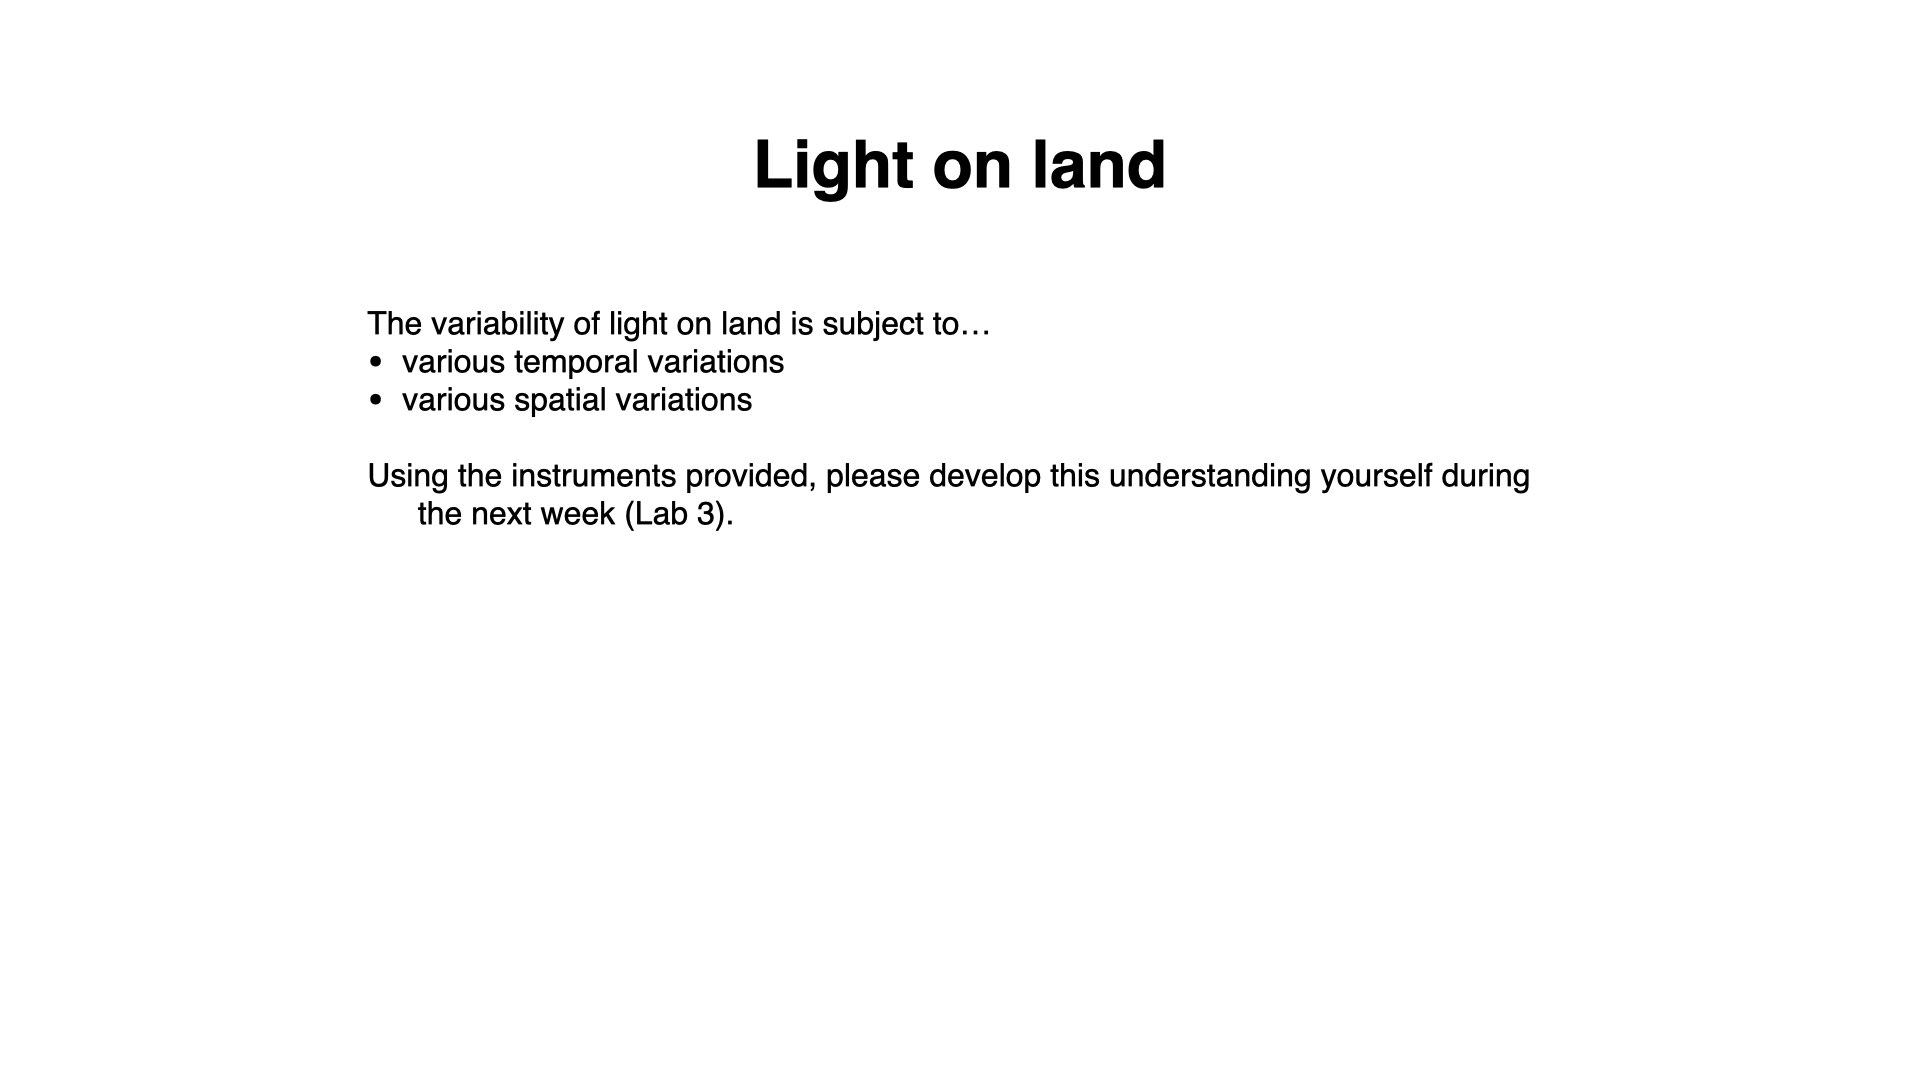 Light on land
The variability of light on land is subject to…
• various temporal variations
• various spatial variations
Using the instruments provided, please develop this understanding yourself during
the next week (Lab 3).